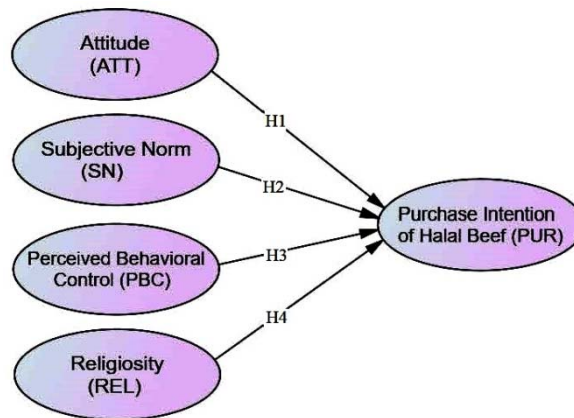 Attitude
(ATT)
H1
Subjective Norm
(SN)
H2
Purchase Intention
of Halal Beef (PUR)
Perceived Behavioral
Control (PBC)
H3
H4
Religiosity
(REL)